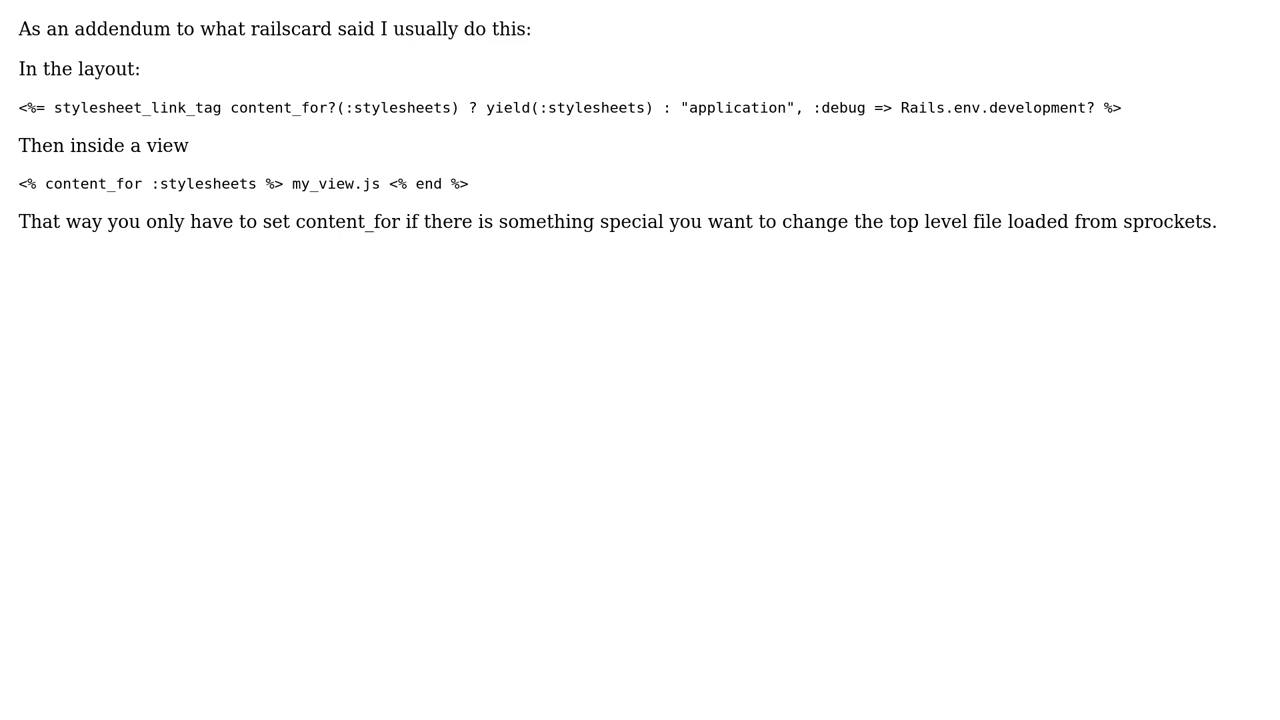 As an addendum to what railscard said I usually do this:
In the layout:
<%= stylesheet_link_tag content_for?(:stylesheets) ? yield(:stylesheets) : "application", :debug => Rails.env.development? %>
Then inside a view
<% content_for :stylesheets %> my_view.js <% end %>
That way you only have to set content_for if there is something special you want to change the top level file loaded from sprockets.